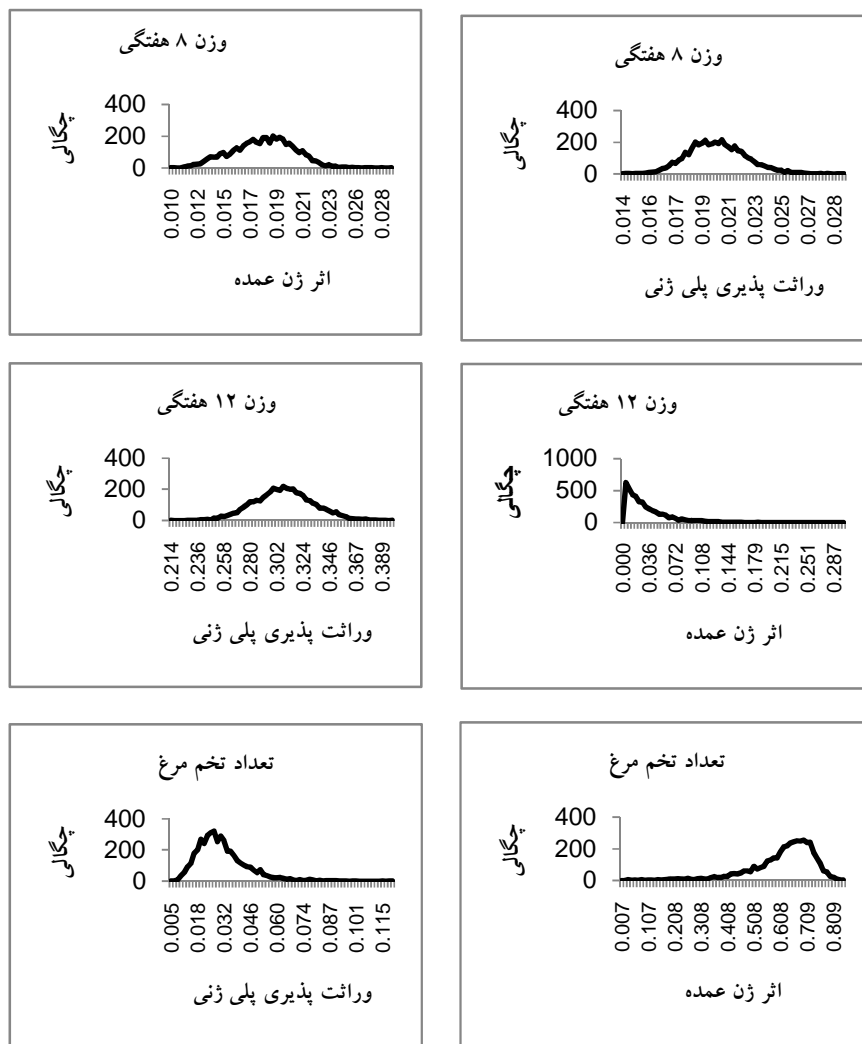 وزن ۸ هفتگی
چگالی
400
200
0
0.010 0.012 0.015 0.017 0.019 0.021 0.023 0.026 0.028
اثر ژن عمده
وزن ۸ هفتگی
چگالی
400
200
0
0.014 0.016 0.017 0.019 0.021 0.023 0.025 0.027 0.028
وراثت پذیری پلی ژنی
وزن ۱۲ هفتگی
چگالی
400
200
0
0.214 0.236 0.258 0.280 0.302 0.324 0.346 0.367 0.389
وراثت پذیری پلی ژنی
وزن ۱۲ هفتگی
چگالی
1000
500
0
0.000 0.036 0.072 0.108 0.144 0.179 0.215 0.251 0.287
اثر ژن عمده
تعداد تخم مرغ
چگالی
400
200
0
0.005 0.018 0.032 0.046 0.060 0.074 0.087 0.101 0.115
وراثت پذیری پلی ژنی
تعداد تخم مرغ
چگالی
400
200
0
0.007 0.107 0.208 0.308 0.408 0.508 0.608 0.709 0.809
اثر ژن عمده